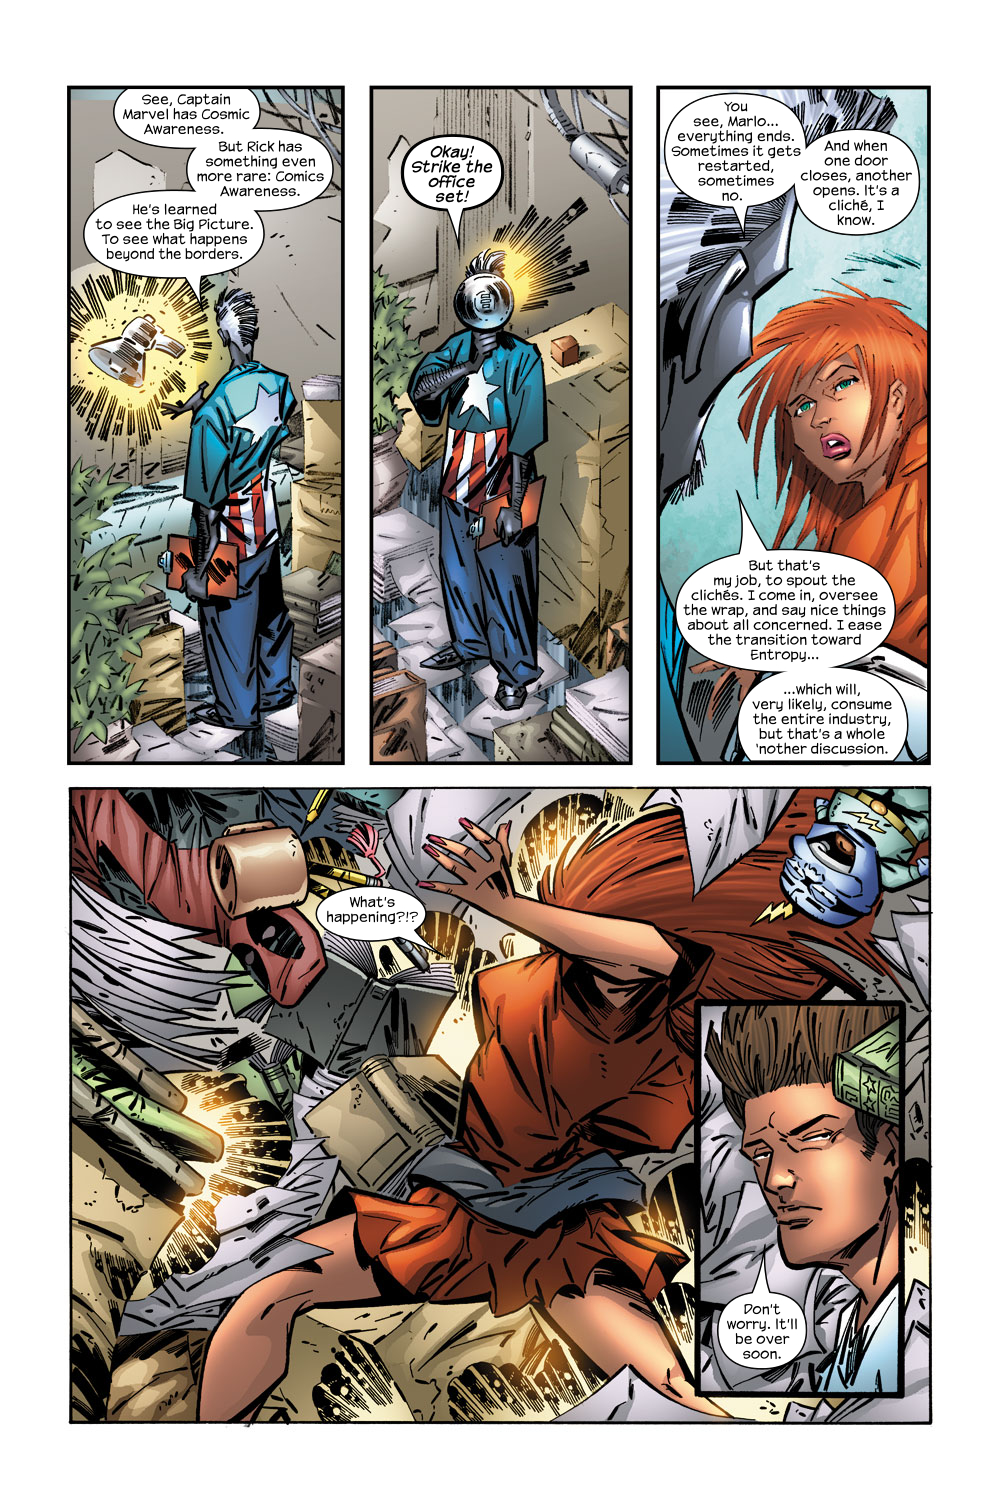 See, Captain
Marvel has Cosmic
Awareness.
But Rick has
something even
more rare: Comics
Awareness.
He's learned
to see the Big Picture.
To see what happens
beyond the borders.
Okay!
Strike the
office
set!
You
see, Marlo...
everything ends.
Sometimes it gets
restarted,
sometimes
no.
And when
one door
closes, another
opens. It's a
cliché, I
know.
But that's
my job, to spout the
clichés. I come in, oversee
the wrap, and say nice things
about all concerned. I ease
the transition toward
Entropy...
...which will,
very likely, consume
the entire industry,
but that's a whole
'nother discussion.
What's
happening?!?
Don't
worry. It'll
be over
soon.